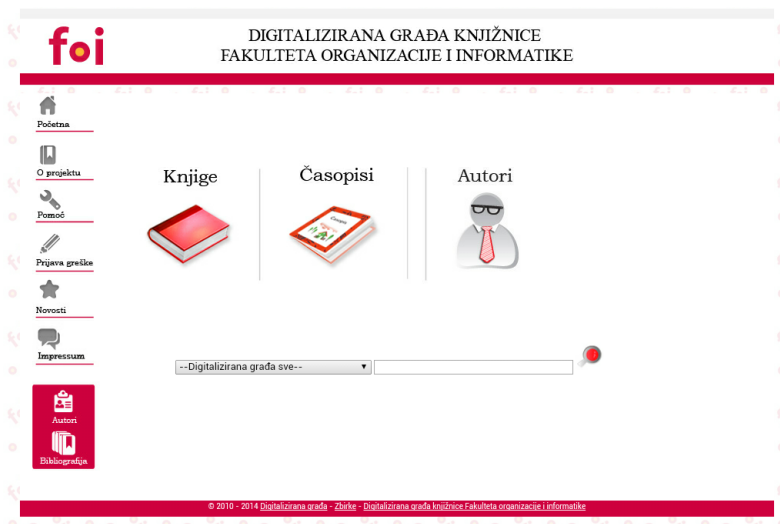 foi
DIGITALIZIRANA GRAĐA KNJIŽNICE
FAKULTETA ORGANIZACIJE I INFORMATIKE
Početna
O projektu
Pomoć
Prijava greške
Novosti
Impressum
Autori
Bibliografija
Knjige
Časopisi
Autori
--Digitalizirana građa sve--
© 2010 - 2014 Digitalizirana građa - Zbirke - Digitalizirana građa knjižnice Fakulteta organizacije i informatike